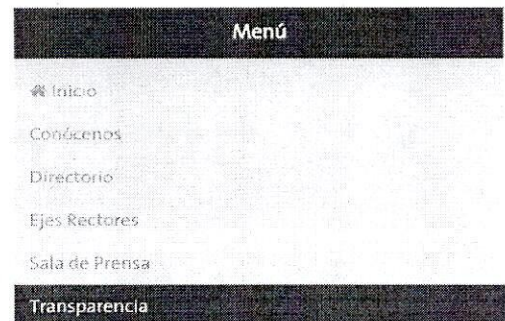 Menú
Inicio
Conócenos
Directorio
Ejes Rectores
Sala de Prensa
Transparencia